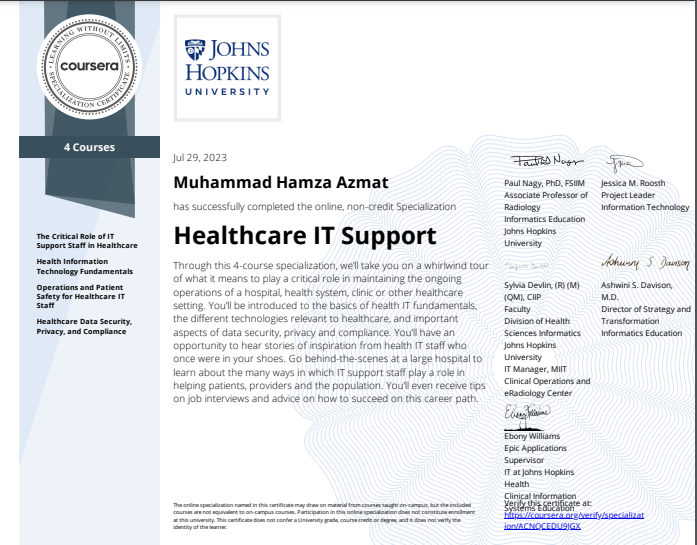 LEARNING WITHOUT LIMITS
coursera
SPECIALIZATION CERTIFICATE
4 Courses
The Critical Role of IT
Support Staff in Healthcare
Health Information
Technology Fundamentals
Operations and Patient
Safety for Healthcare IT
Staff
Healthcare Data Security,
Privacy, and Compliance
JOHNS
HOPKINS
UNIVERSITY
Jul 29, 2023
Muhammad Hamza Azmat
has successfully completed the online, non-credit Specialization
Healthcare IT Support
Through this 4-course specialization, we'll take you on a whirlwind tour
of what it means to play a critical role in maintaining the ongoing
operations of a hospital, health system, clinic or other healthcare
setting. You'll be introduced to the basics of health IT fundamentals,
the different technologies relevant to healthcare, and important
aspects of data security, privacy and compliance. You'll have an
opportunity to hear stories of inspiration from health IT staff who
once were in your shoes. Go behind-the-scenes at a large hospital to
learn about the many ways in which IT support staff play a role in
helping patients, providers and the population. You'll even receive tips
on job interviews and advice on how to succeed on this career path.
Paul Nagy, PhD, FSIIM
Associate Professor of
Radiology
Informatics Education
Johns Hopkins
University
Jessica M. Roosth
Project Leader
Information Technology
Sylvia Devlin, (R) (M)
(QM), CIIP
Faculty
Division of Health
Sciences Informatics
Johns Hopkins
University
IT Manager, MIIT
Clinical Operations and
eRadiology Center
Ashwini S. Davison
Ashwini S. Davison,
M.D.
Director of Strategy and
Transformation
Informatics Education
Ebony Williams
Epic Applications
Supervisor
IT at Johns Hopkins
Health
Clinical Information
Systems Education
Verify this certificate at:
https://coursera.org/verify/specializat
ion/ACNQCEDU9JGX
The online specialization named in this certificate may draw on material from courses taught on-campus, but the included
courses are not equivalent to on-campus courses. Participation in this online specialization does not constitute enrollment
at this university. This certificate does not confer a University grade, course credit or degree, and it does not verify the
identity of the learner.